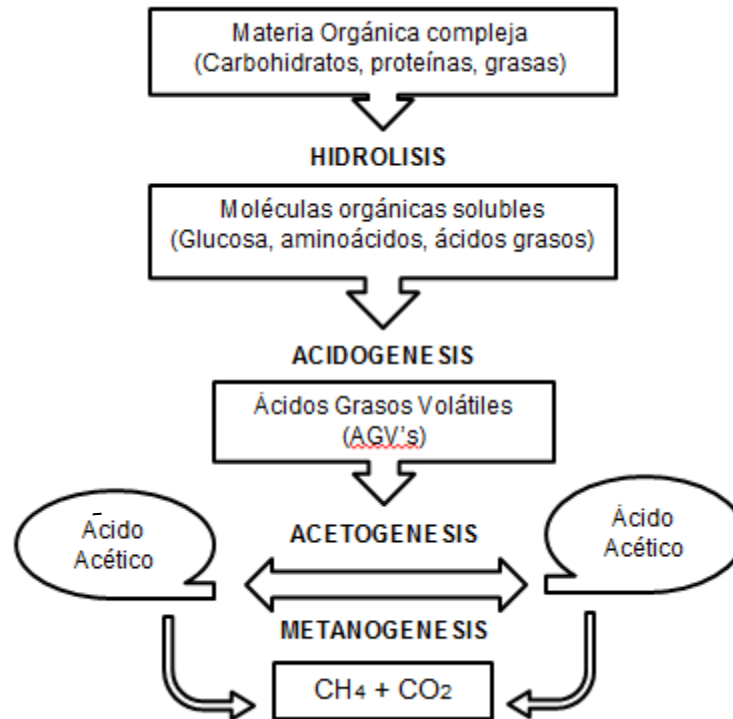 Materia Orgánica compleja
(Carbohidratos, proteínas, grasas)
HIDROLISIS
Moléculas orgánicas solubles
(Glucosa, aminoácidos, ácidos grasos)
ACIDOGENESIS
Ácidos Grasos Volátiles
(AGV's)
ACETOGENESIS
Ácido
Acético
Ácido
Acético
METANOGENESIS
CH4 + CO2